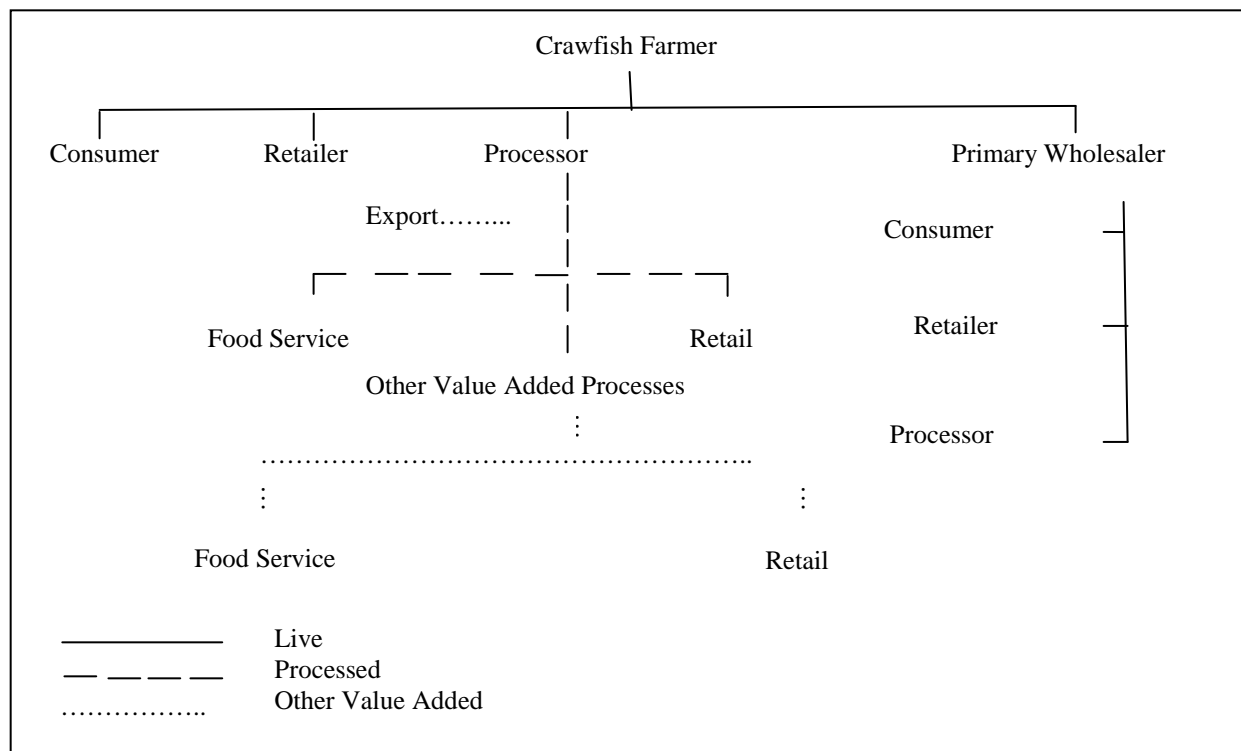 Crawfish Farmer
Consumer Retailer Processor Primary Wholesaler
Export……...
Consumer
Food Service Retail Retailer
Other Value Added Processes
Processor
Food Service Retail
Live
Processed
Other Value Added